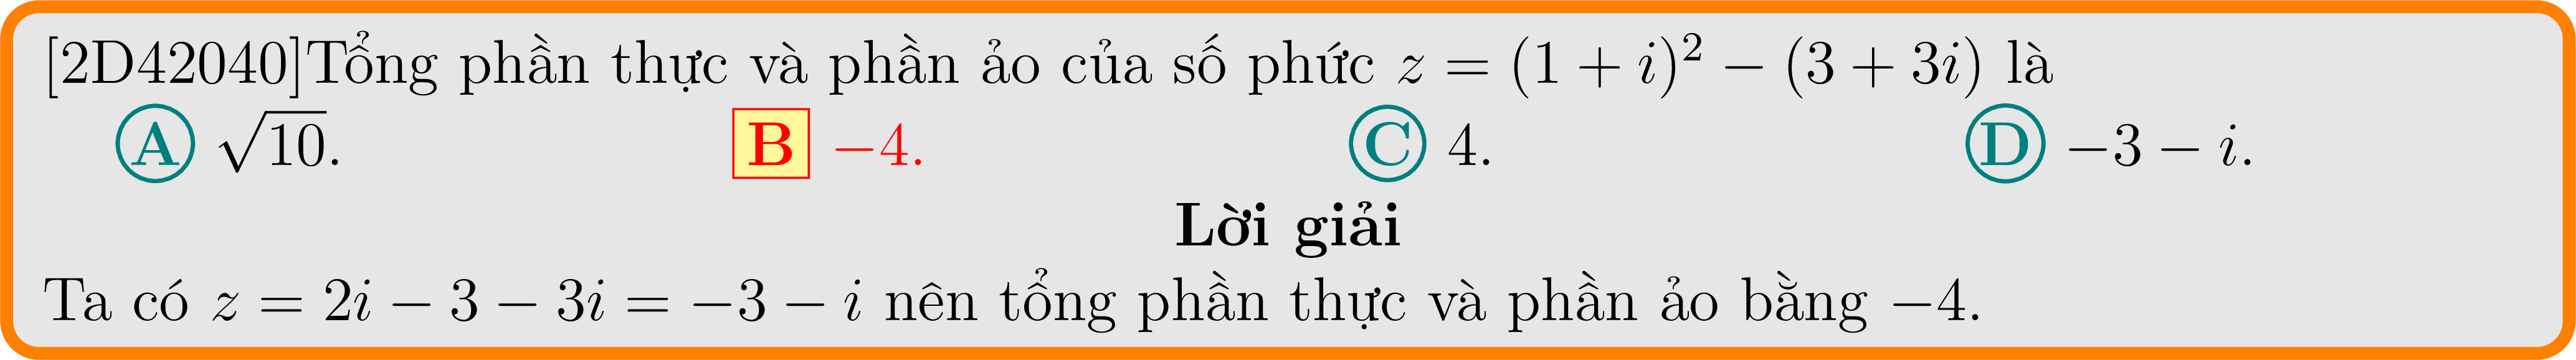 [2D42040]Tổng phần thực và phần ảo của số phức z = (1 + i)² − (3 + 3i) là
A √10. B −4. C 4. D −3 − i.
Lời giải
Ta có z = 2i − 3 − 3i = −3 − i nên tổng phần thực và phần ảo bằng −4.